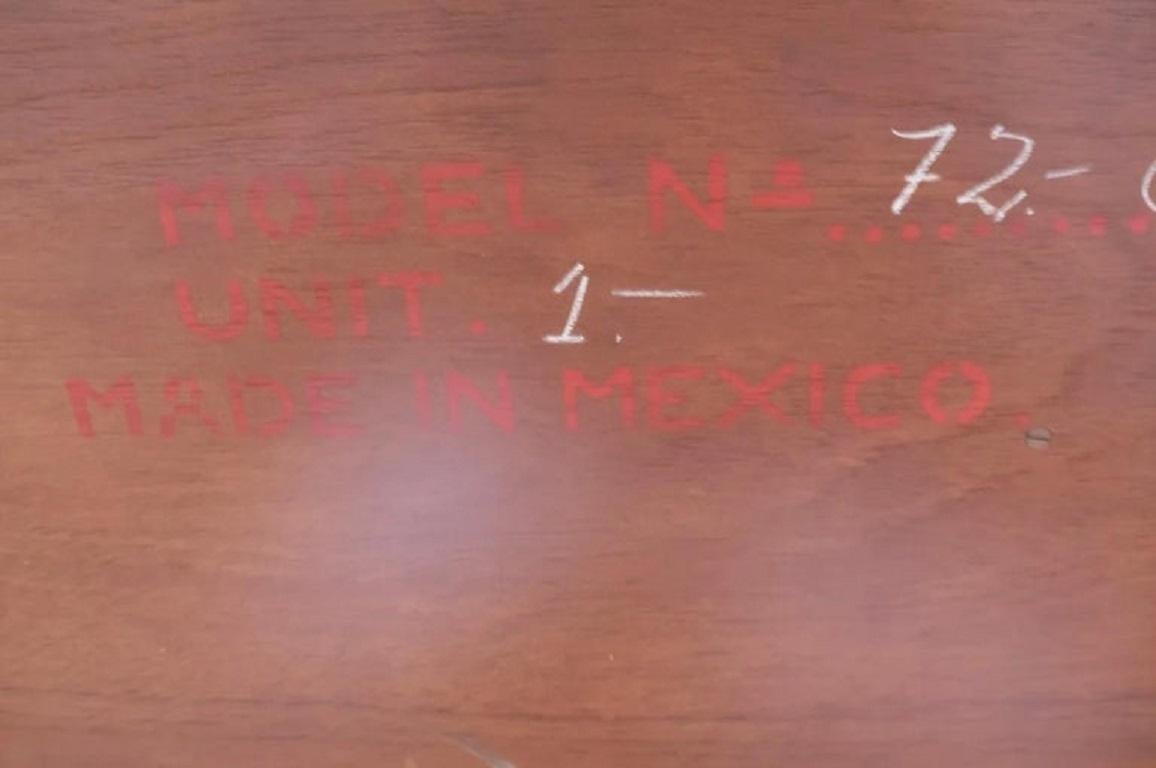 MODEL Nº 72.-
UNIT. 1.-
MADE IN MEXICO.